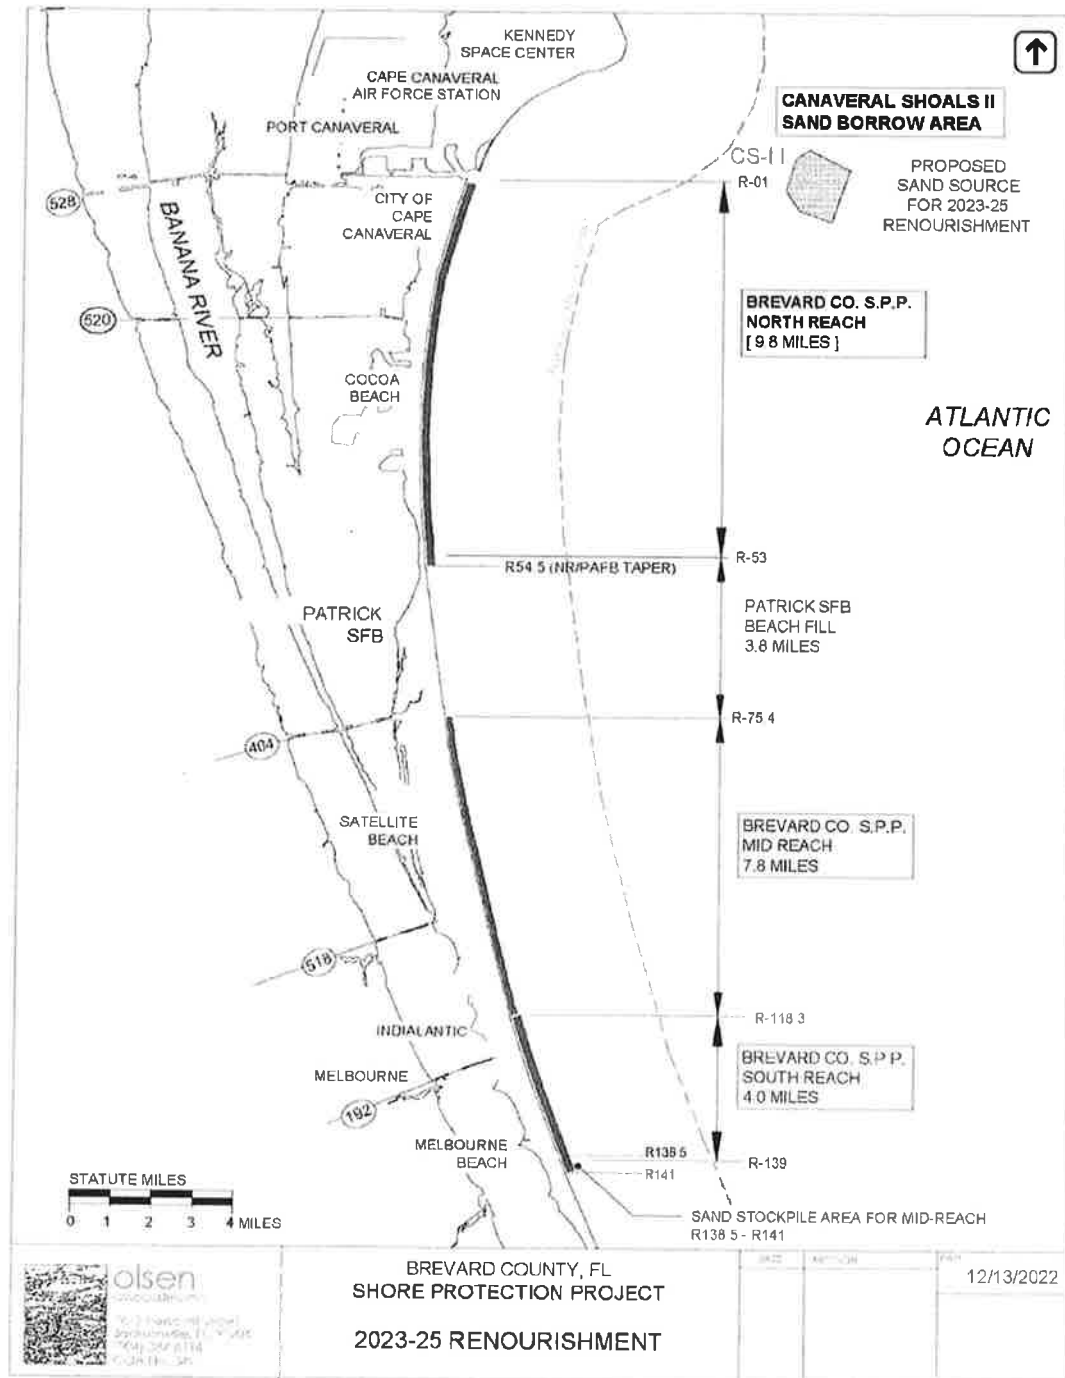 KENNEDY
SPACE CENTER
CAPE CANAVERAL
AIR FORCE STATION
PORT CANAVERAL
CANAVERAL SHOALS II
SAND BORROW AREA
CS-II
R-01
PROPOSED
SAND SOURCE
FOR 2023-25
RENOURISHMENT
528
CITY OF
CAPE
CANAVERAL
BANANA RIVER
520
BREVARD CO. S.P.P.
NORTH REACH
[ 9 8 MILES ]
COCOA
BEACH
ATLANTIC
OCEAN
R-53
R54 5 (NR/PAFB TAPER)
PATRICK
SFB
PATRICK SFB
BEACH FILL
3.8 MILES
R-75 4
404
SATELLITE
BEACH
BREVARD CO. S.P.P.
MID REACH
7.8 MILES
518
R-118 3
INDIALANTIC
BREVARD CO. S.P.P.
SOUTH REACH
4.0 MILES
MELBOURNE
192
MELBOURNE
BEACH
R138 5
R-139
R141
STATUTE MILES
0 1 2 3 4 MILES
SAND STOCKPILE AREA FOR MID-REACH
R138 5 - R141
olsen
BREVARD COUNTY, FL
SHORE PROTECTION PROJECT
2023-25 RENOURISHMENT
DATE
12/13/2022